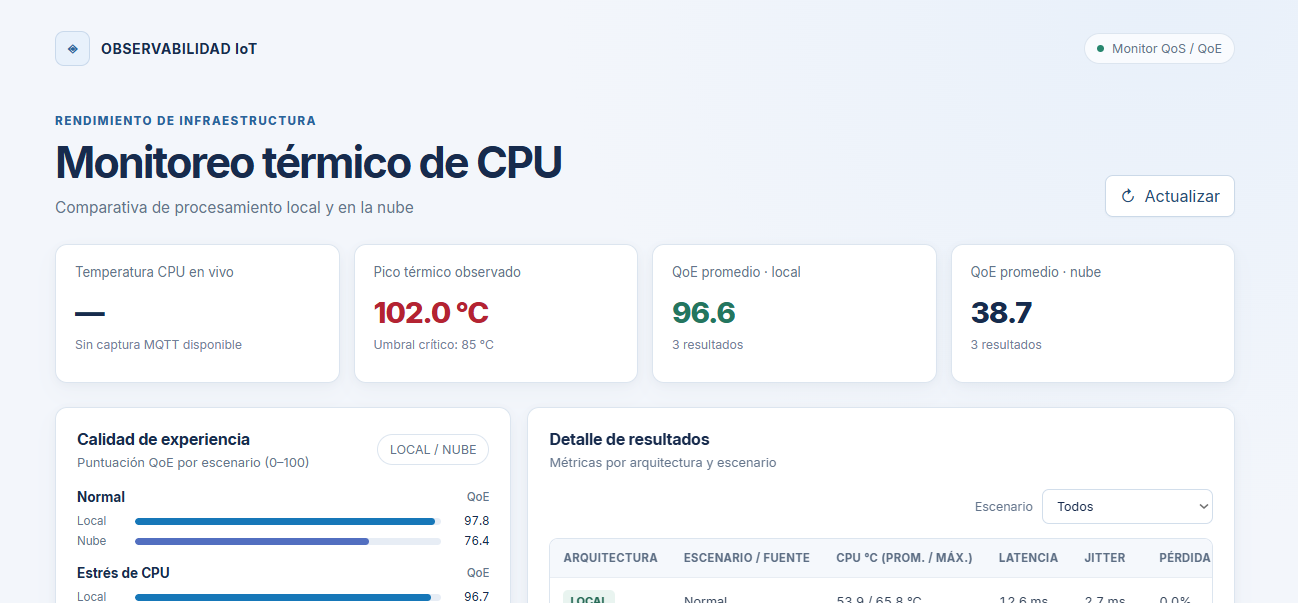 OBSERVABILIDAD IoT
Monitor QoS / QoE
RENDIMIENTO DE INFRAESTRUCTURA
Monitoreo térmico de CPU
Comparativa de procesamiento local y en la nube
Actualizar
Temperatura CPU en vivo
—
Sin captura MQTT disponible
Pico térmico observado
102.0 °C
Umbral crítico: 85 °C
QoE promedio · local
96.6
3 resultados
QoE promedio · nube
38.7
3 resultados
Calidad de experiencia
Puntuación QoE por escenario (0–100)
LOCAL / NUBE
Normal QoE
Local 97.8
Nube 76.4
Estrés de CPU QoE
Local 96.7
Detalle de resultados
Métricas por arquitectura y escenario
Escenario Todos
ARQUITECTURA ESCENARIO / FUENTE CPU °C (PROM. / MÁX.) LATENCIA JITTER PÉRDIDA
LOCAL Normal 53.9 / 65.8 °C 12.6 ms 2.7 ms 0.0%